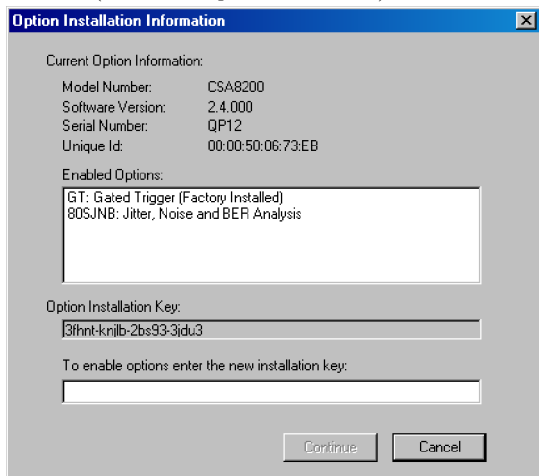 Option Installation Information
Current Option Information:
Model Number: CSA8200
Software Version: 2.4.000
Serial Number: QP12
Unique Id: 00:00:50:06:73:EB
Enabled Options:
GT: Gated Trigger (Factory Installed)
80SJNB: Jitter, Noise and BER Analysis
Option Installation Key:
3fhnt-knjlb-2bs93-3jdu3
To enable options enter the new installation key:
Continue Cancel